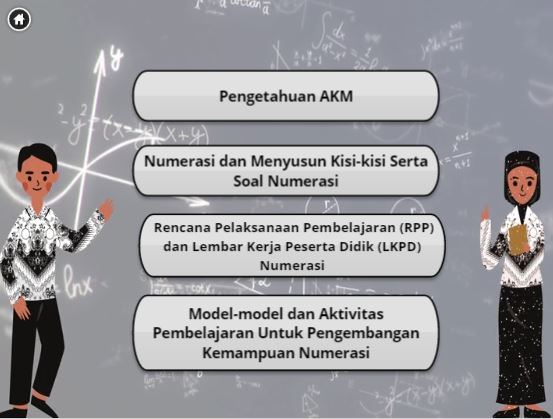 Pengetahuan AKM
Numerasi dan Menyusun Kisi-kisi Serta
Soal Numerasi
Rencana Pelaksanaan Pembelajaran (RPP)
dan Lembar Kerja Peserta Didik (LKPD)
Numerasi
Model-model dan Aktivitas
Pembelajaran Untuk Pengembangan
Kemampuan Numerasi